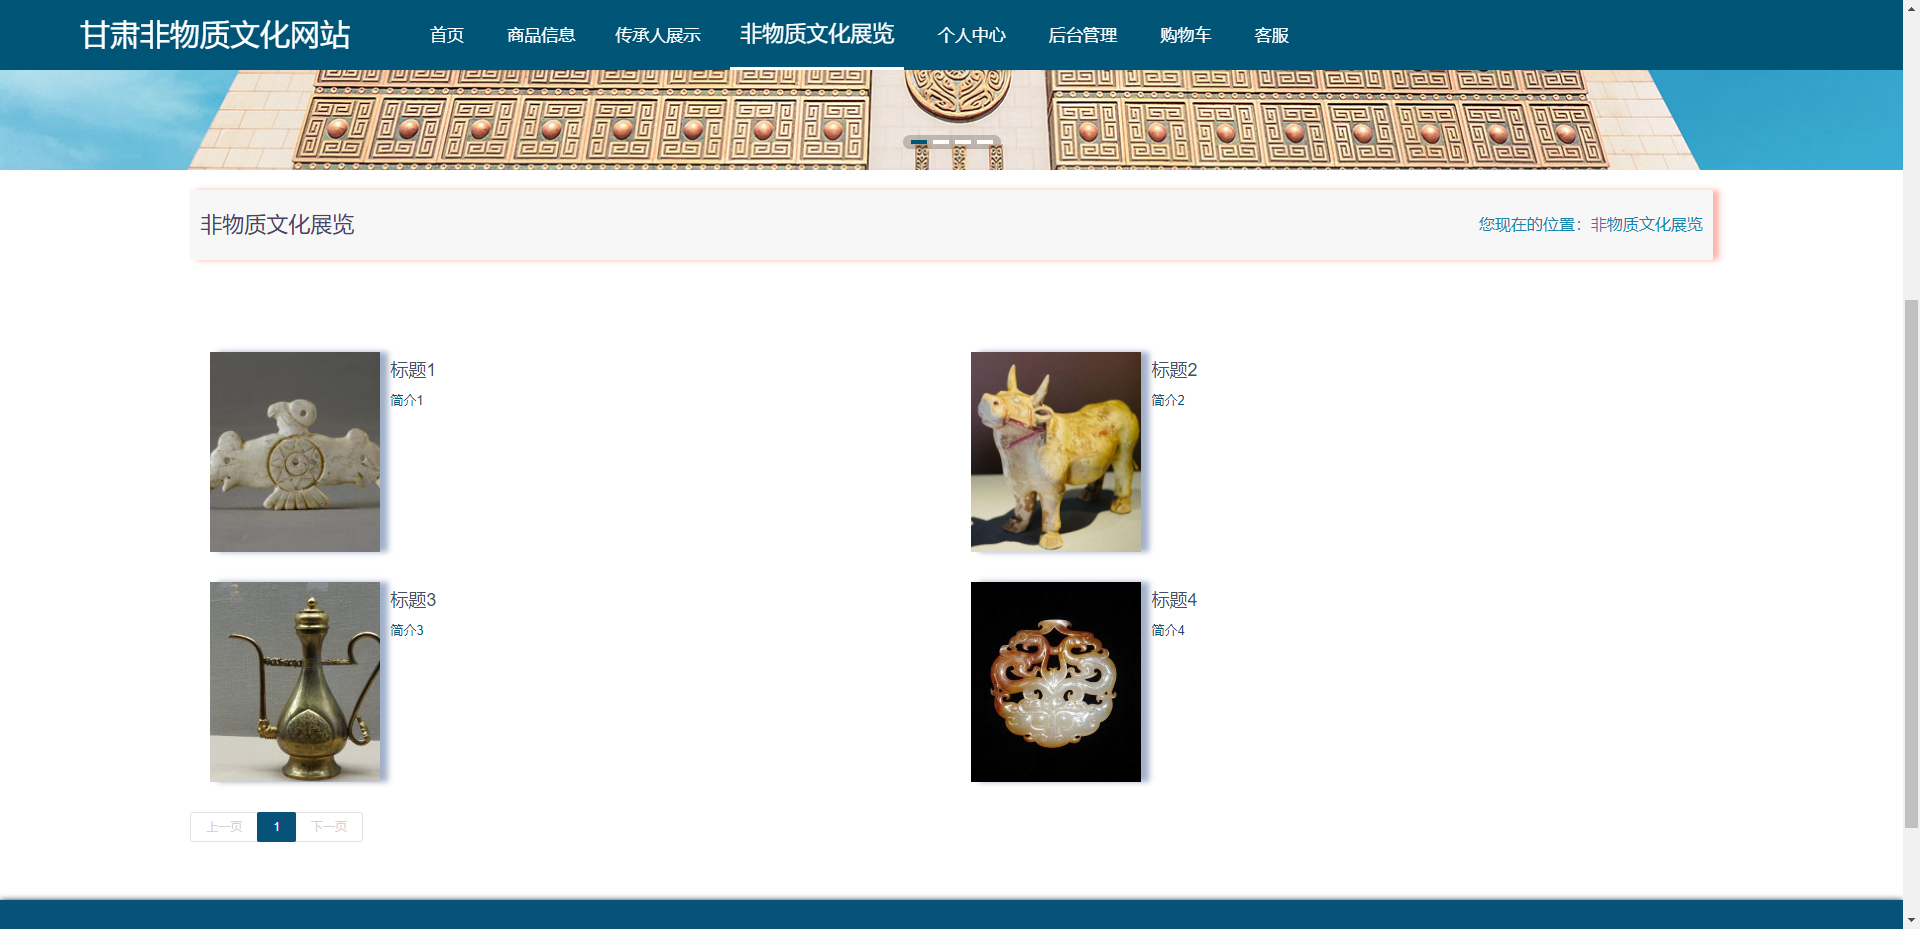 甘肃非物质文化网站 首页 商品信息 传承人展示 非物质文化展览 个人中心 后台管理 购物车 客服
非物质文化展览 您现在的位置：非物质文化展览
标题1
简介1
标题2
简介2
标题3
简介3
标题4
简介4
上一页 1 下一页